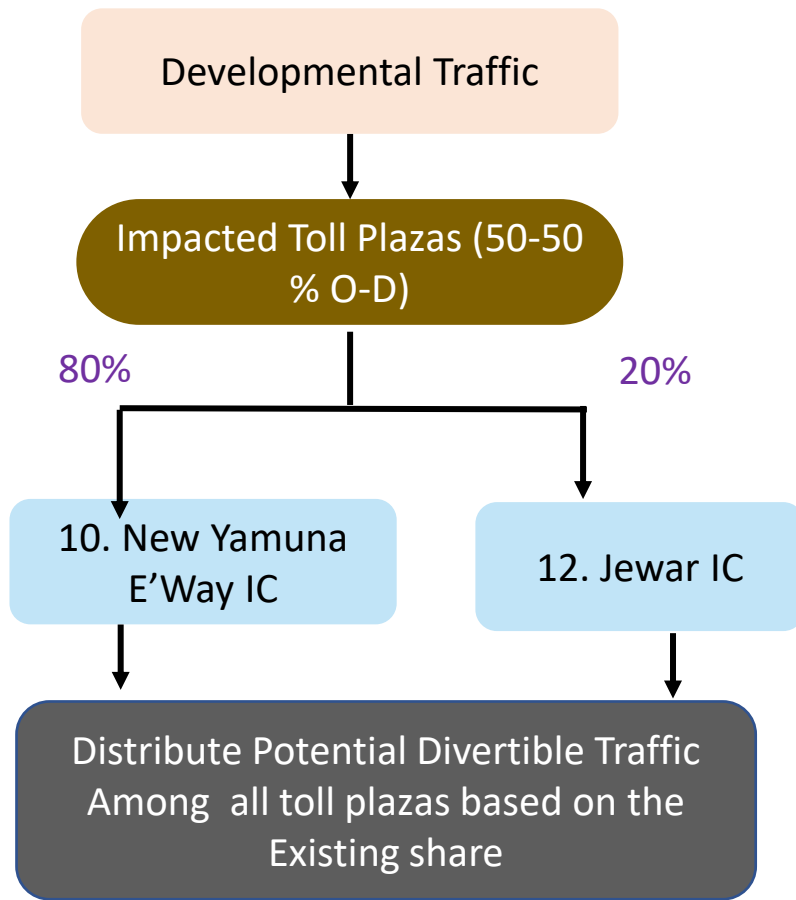 Developmental Traffic
Impacted Toll Plazas (50-50
% O-D)
80%
20%
10. New Yamuna
E’Way IC
12. Jewar IC
Distribute Potential Divertible Traffic
Among all toll plazas based on the
Existing share